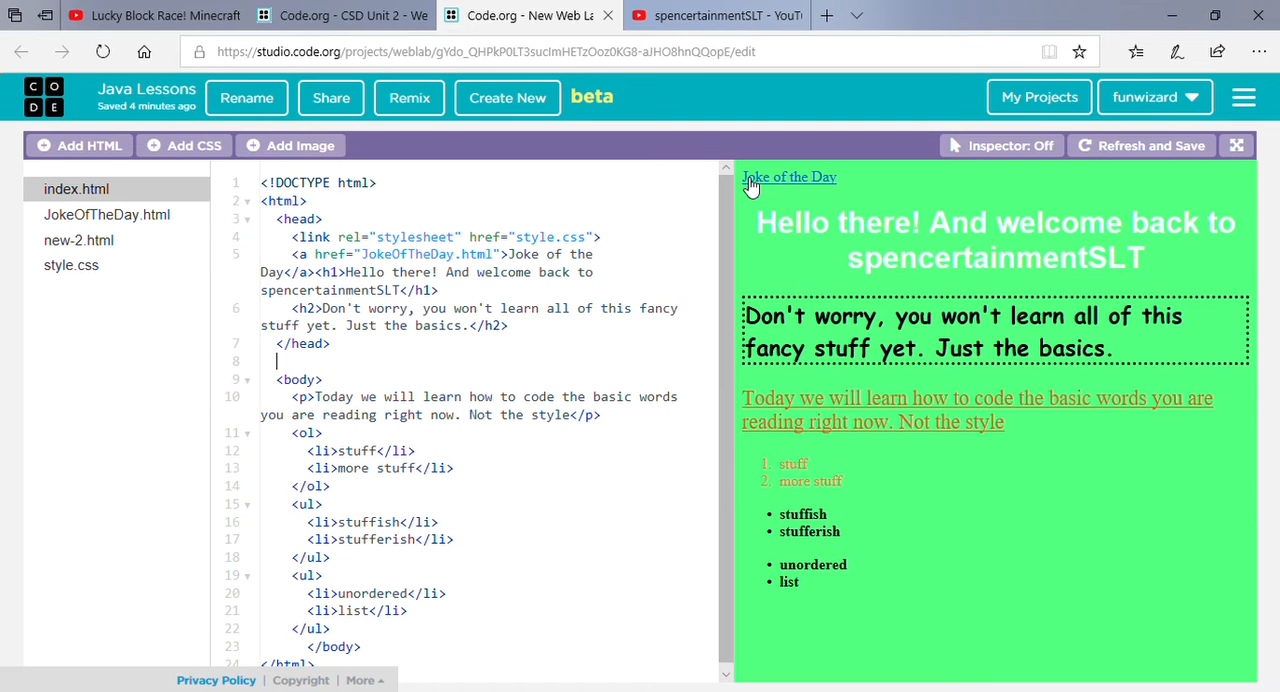 Lucky Block Race! Minecraft
Code.org - CSD Unit 2 - We
Code.org - New Web La
spencertainmentSLT - YouT
https://studio.code.org/projects/weblab/gYdo_QHPkP0LT3sucImHETzOoz0KG8-aJHO8hnQQopE/edit
CODE
Java Lessons
Saved 4 minutes ago
Rename
Share
Remix
Create New
beta
My Projects
funwizard
Add HTML
Add CSS
Add Image
Inspector: Off
Refresh and Save
index.html
JokeOfTheDay.html
new-2.html
style.css
1 <!DOCTYPE html>
2 <html>
3 <head>
4 <link rel="stylesheet" href="style.css">
5 <a href="JokeOfTheDay.html">Joke of the
Day</a><h1>Hello there! And welcome back to
spencertainmentSLT</h1>
6 <h2>Don't worry, you won't learn all of this fancy
stuff yet. Just the basics.</h2>
7 </head>
8
9 <body>
10 <p>Today we will learn how to code the basic words
you are reading right now. Not the style</p>
11 <ol>
12 <li>stuff</li>
13 <li>more stuff</li>
14 </ol>
15 <ul>
16 <li>stuffish</li>
17 <li>stufferish</li>
18 </ul>
19 <ul>
20 <li>unordered</li>
21 <li>list</li>
22 </ul>
23 </body>
24 </html>
Joke of the Day
Hello there! And welcome back to
spencertainmentSLT
Don't worry, you won't learn all of this
fancy stuff yet. Just the basics.
Today we will learn how to code the basic words you are
reading right now. Not the style
1. stuff
2. more stuff
• stuffish
• stufferish
• unordered
• list
Privacy Policy | Copyright | More